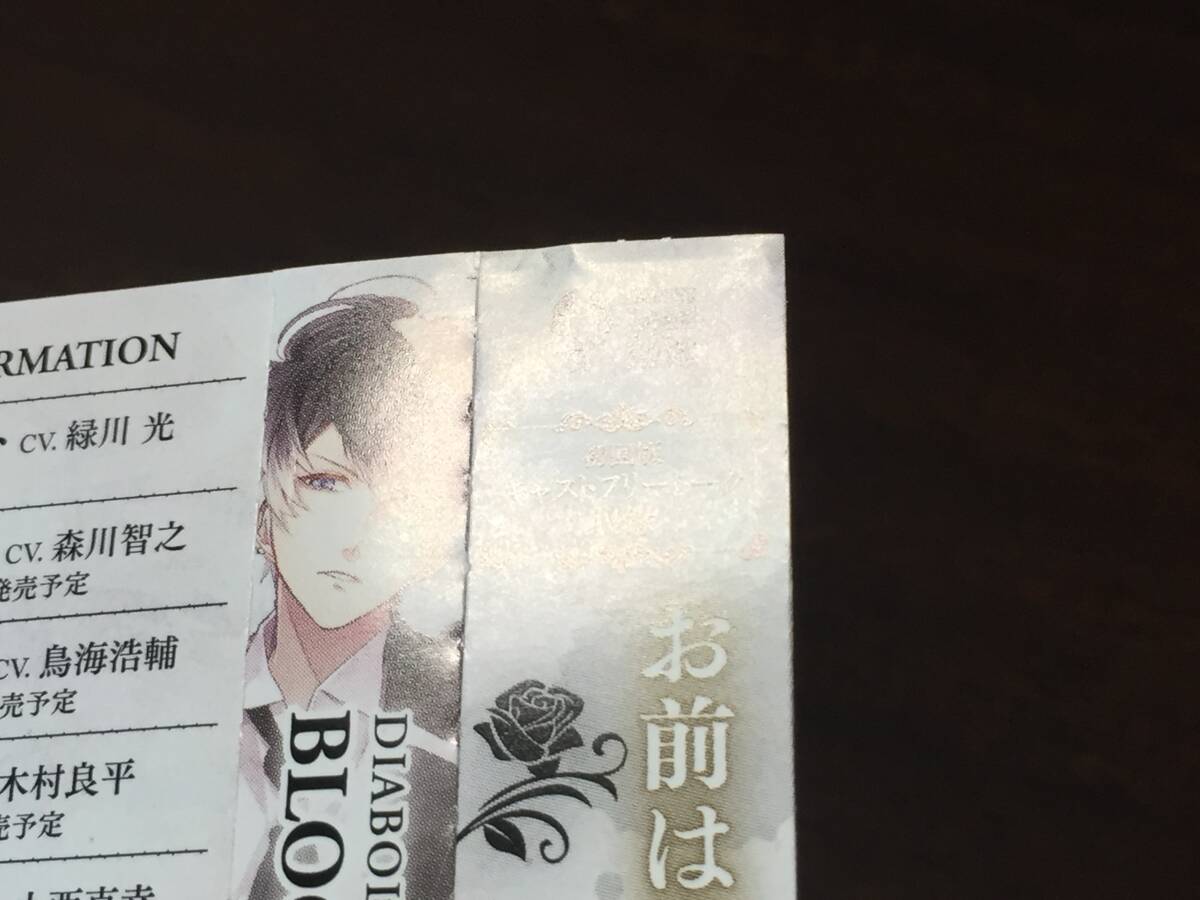 RMATION
CV. 緑川 光
CV. 森川智之
発売予定
CV. 鳥海浩輔
売予定
木村良平
売予定
DIABOL
BLOO
初回版
キャストフリートーク
お前は